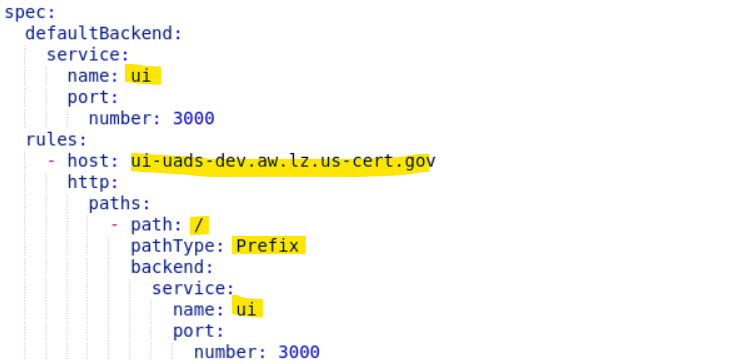 spec:
  defaultBackend:
    service:
      name: ui
      port:
        number: 3000
  rules:
    - host: ui-uads-dev.aw.lz.us-cert.gov
      http:
        paths:
          - path: /
            pathType: Prefix
            backend:
              service:
                name: ui
                port:
                  number: 3000